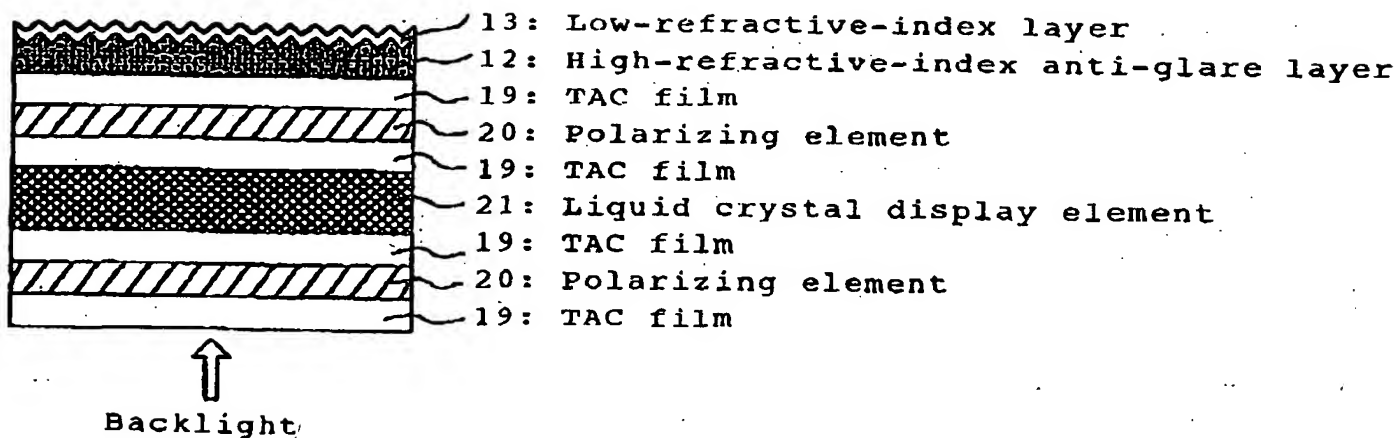 13: Low-refractive-index layer
12: High-refractive-index anti-glare layer
19: TAC film
20: Polarizing element
19: TAC film
21: Liquid crystal display element
19: TAC film
20: Polarizing element
19: TAC film
Backlight